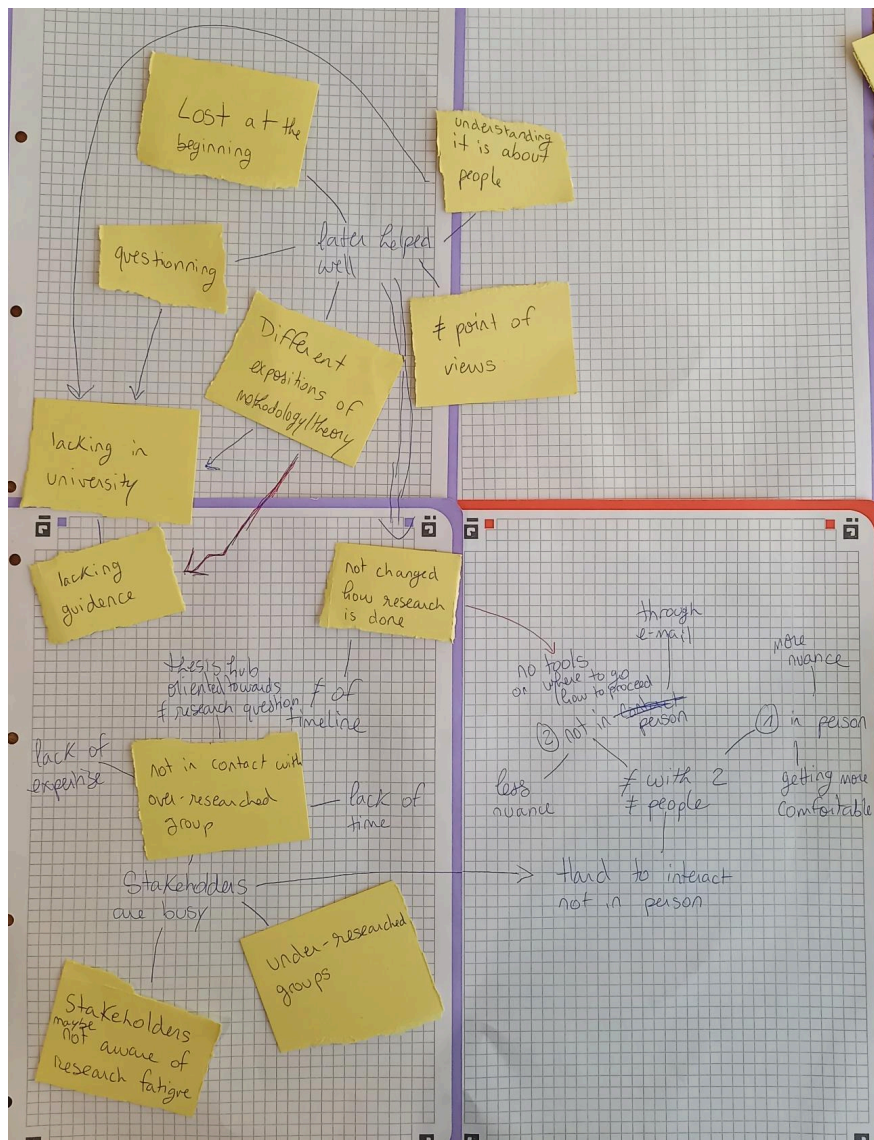 Lost at the
beginning
understanding
it is about
people
later helped
well
questionning
≠ point of
views
Different
expositions of
mothodology/theory
lacking in
university
lacking
guidence
not changed
how research
is done
thesis hub
oriented towards
≠ research question
≠ of
timeline
lack of
expertise
not in contact with
over-researched
group
lack of
time
Stakeholders
are busy
under-researched
groups
Stakeholders
maybe
not aware of
research fatigre
through
e-mail
more
nuance
no tools
on where to go
how to proceed
② not in
person
① in person
less
nuance
≠ with 2
≠ people
getting more
comfortable
Hard to interact
not in person